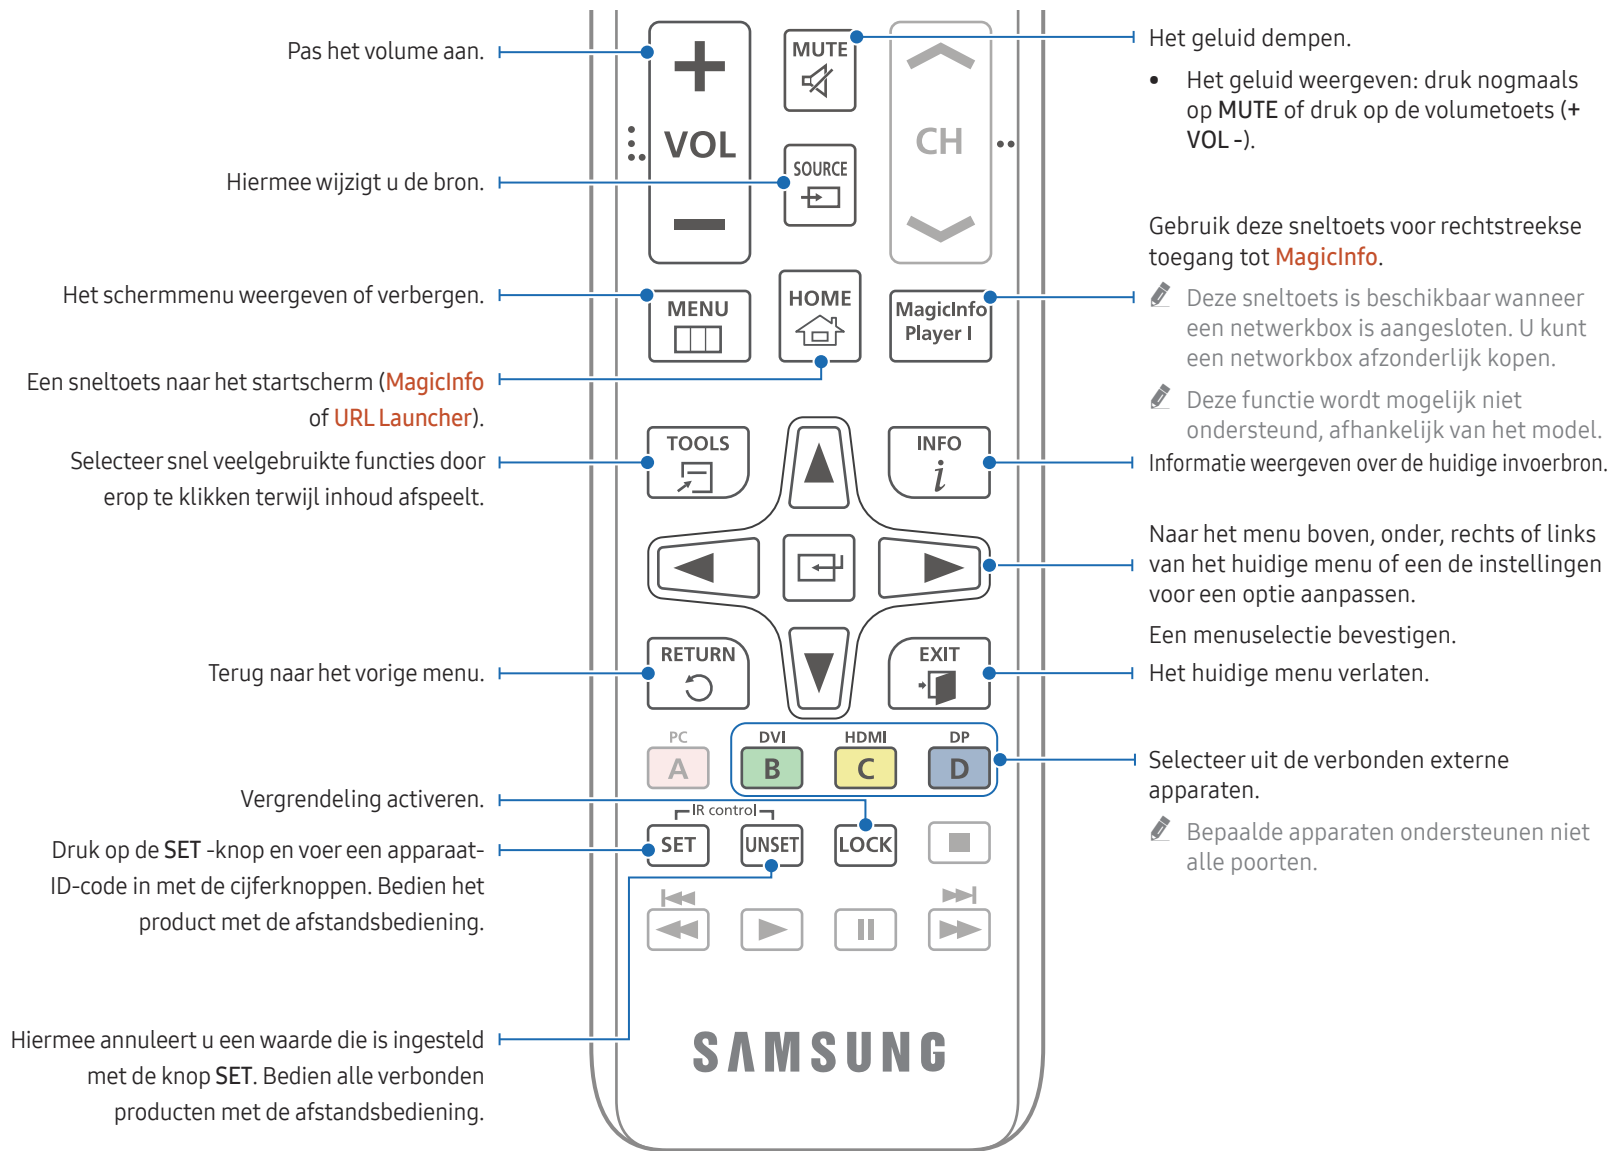 Pas het volume aan.
Hiermee wijzigt u de bron.
Het schermmenu weergeven of verbergen.
Een sneltoets naar het startscherm (MagicInfo
of URL Launcher).
Selecteer snel veelgebruikte functies door
erop te klikken terwijl inhoud afspeelt.
Terug naar het vorige menu.
Vergrendeling activeren.
Druk op de SET -knop en voer een apparaat-
ID-code in met de cijferknoppen. Bedien het
product met de afstandsbediening.
Hiermee annuleert u een waarde die is ingesteld
met de knop SET. Bedien alle verbonden
producten met de afstandsbediening.
VOL
MUTE
SOURCE
CH
MENU
HOME
MagicInfo
Player I
TOOLS
INFO
i
RETURN
EXIT
PC
DVI
HDMI
DP
A
B
C
D
IR control
SET
UNSET
LOCK
SAMSUNG
Het geluid dempen.
• Het geluid weergeven: druk nogmaals
op MUTE of druk op de volumetoets (+
VOL -).
Gebruik deze sneltoets voor rechtstreekse
toegang tot MagicInfo.
Deze sneltoets is beschikbaar wanneer
een netwerkbox is aangesloten. U kunt
een networkbox afzonderlijk kopen.
Deze functie wordt mogelijk niet
ondersteund, afhankelijk van het model.
Informatie weergeven over de huidige invoerbron.
Naar het menu boven, onder, rechts of links
van het huidige menu of een de instellingen
voor een optie aanpassen.
Een menuselectie bevestigen.
Het huidige menu verlaten.
Selecteer uit de verbonden externe
apparaten.
Bepaalde apparaten ondersteunen niet
alle poorten.